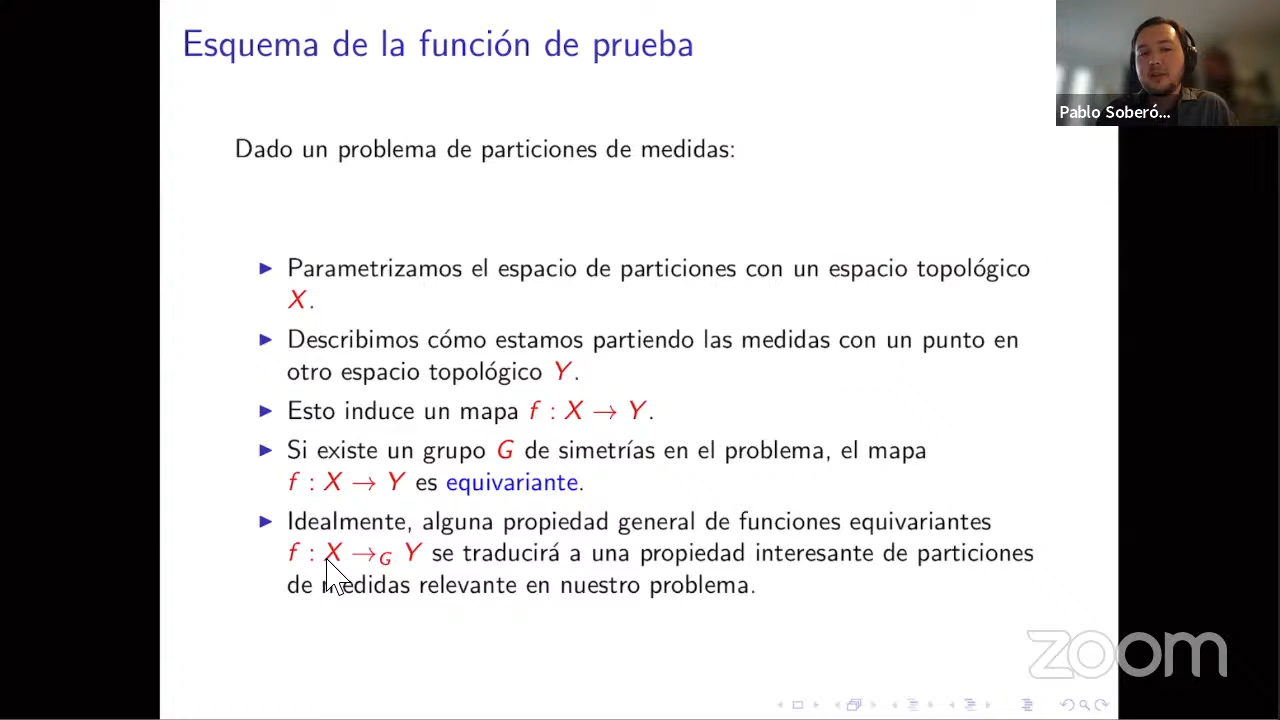 Esquema de la función de prueba
Pablo Soberó...
Dado un problema de particiones de medidas:
▶ Parametrizamos el espacio de particiones con un espacio topológico
X.
▶ Describimos cómo estamos partiendo las medidas con un punto en
otro espacio topológico Y.
▶ Esto induce un mapa f : X → Y.
▶ Si existe un grupo G de simetrías en el problema, el mapa
f : X → Y es equivariante.
▶ Idealmente, alguna propiedad general de funciones equivariantes
f : X →G Y se traducirá a una propiedad interesante de particiones
de medidas relevante en nuestro problema.
zoom